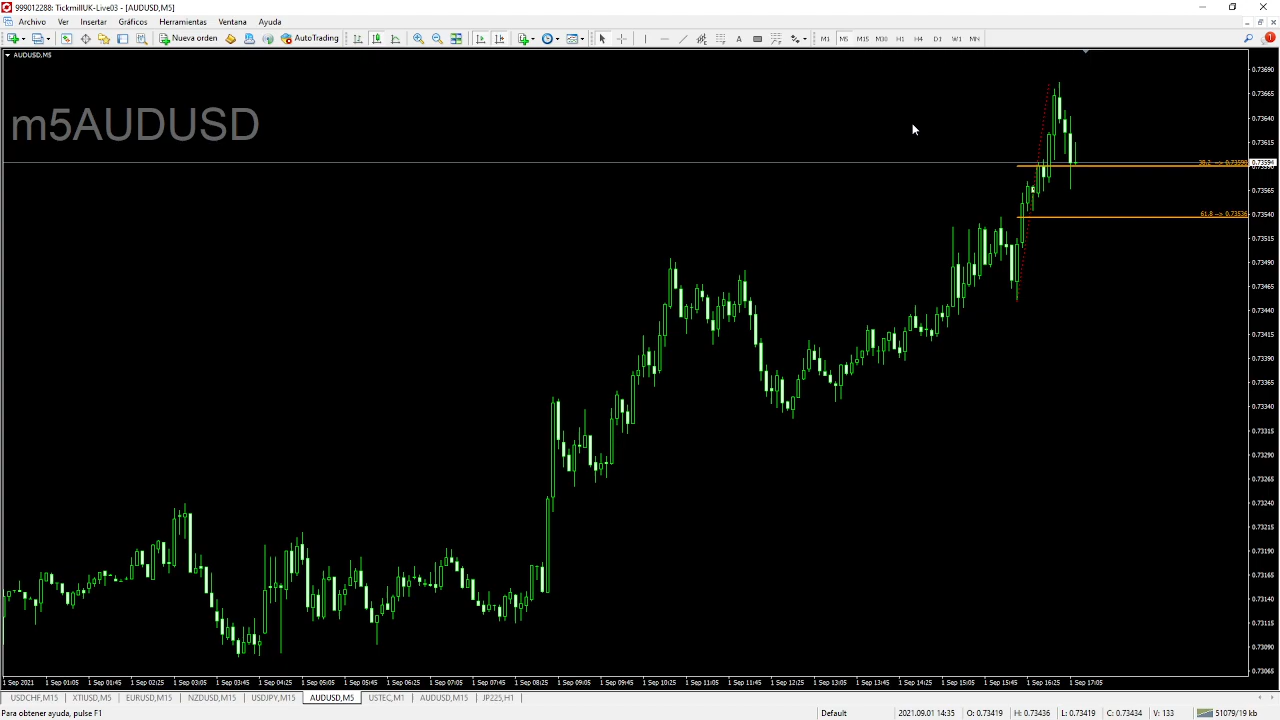 999012288: TickmillUK-Live03 - [AUDUSD,M5]
Archivo Ver Insertar Gráficos Herramientas Ventana Ayuda
Nueva orden AutoTrading M1 M5 M15 M30 H1 H4 D1 W1 MN 1
AUDUSD,M5
m5AUDUSD
0.73690
0.73665
0.73640
0.73615
38.2 --> 0.73590 0.73594
0.73565
61.8 --> 0.73536 0.73540
0.73515
0.73490
0.73465
0.73440
0.73415
0.73390
0.73365
0.73340
0.73315
0.73290
0.73265
0.73240
0.73215
0.73190
0.73165
0.73140
0.73115
0.73090
0.73065
1 Sep 2021 1 Sep 01:05 1 Sep 01:45 1 Sep 02:25 1 Sep 03:05 1 Sep 03:45 1 Sep 04:25 1 Sep 05:05 1 Sep 05:45 1 Sep 06:25 1 Sep 07:05 1 Sep 07:45 1 Sep 08:25 1 Sep 09:05 1 Sep 09:45 1 Sep 10:25 1 Sep 11:05 1 Sep 11:45 1 Sep 12:25 1 Sep 13:05 1 Sep 13:45 1 Sep 14:25 1 Sep 15:05 1 Sep 15:45 1 Sep 16:25 1 Sep 17:05
USDCHF,M15 XTIUSD,M5 EURUSD,M15 NZDUSD,M15 USDJPY,M15 AUDUSD,M5 USTEC,M1 AUDUSD,M15 JP225,H1
Para obtener ayuda, pulse F1 Default 2021.09.01 14:35 O: 0.73419 H: 0.73436 L: 0.73419 C: 0.73434 V: 133 51079/19 kb